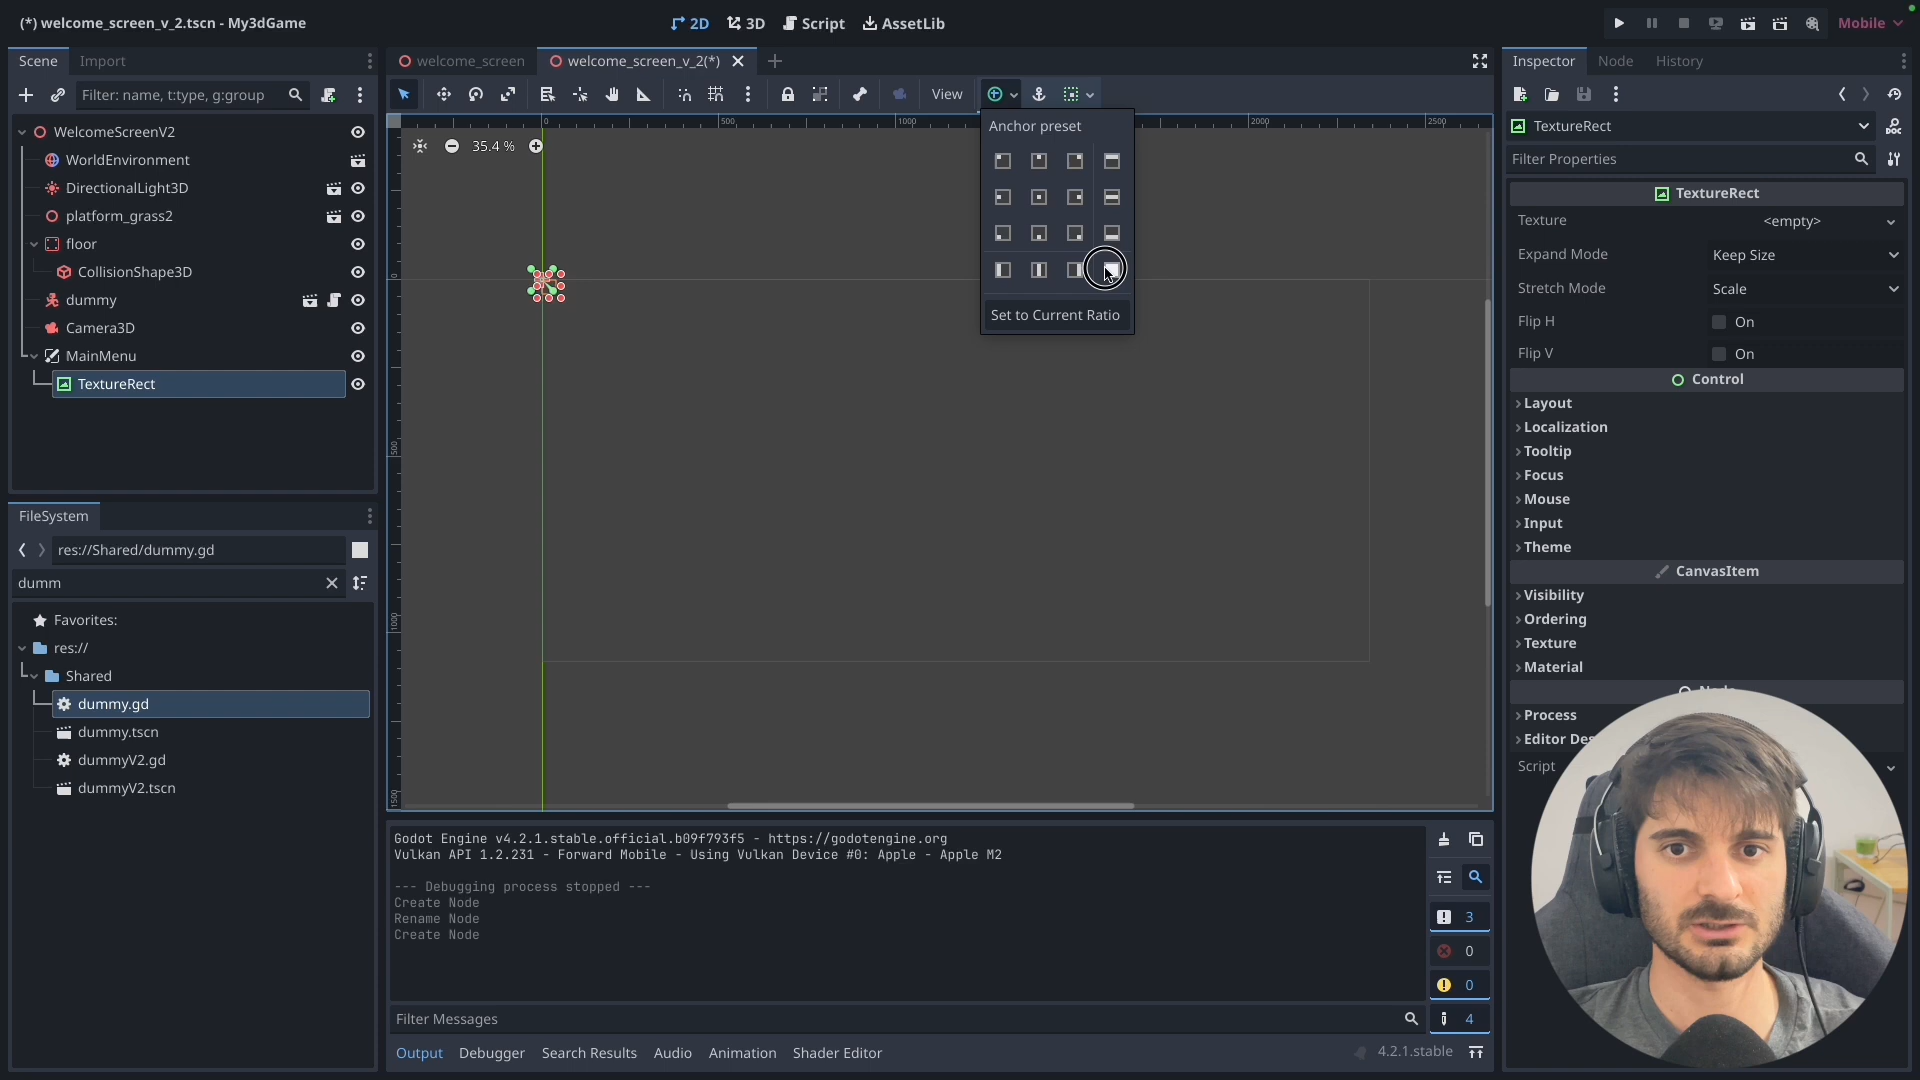 (*) welcome_screen_v_2.tscn - My3dGame
2D
3D
Script
AssetLib
Mobile
Scene
Import
welcome_screen
welcome_screen_v_2(*)
Inspector
Node
History
Filter: name, t:type, g:group
View
WelcomeScreenV2
WorldEnvironment
DirectionalLight3D
platform_grass2
floor
CollisionShape3D
dummy
Camera3D
MainMenu
TextureRect
FileSystem
res://Shared/dummy.gd
dumm
Favorites:
res://
Shared
dummy.gd
dummy.tscn
dummyV2.gd
dummyV2.tscn
0
500
1000
2000
2500
35.4 %
0
500
1000
1500
Anchor preset
Set to Current Ratio
Godot Engine v4.2.1.stable.official.b09f793f5 - https://godotengine.org
Vulkan API 1.2.231 - Forward Mobile - Using Vulkan Device #0: Apple - Apple M2
--- Debugging process stopped ---
Create Node
Rename Node
Create Node
3
0
0
4
Filter Messages
Output
Debugger
Search Results
Audio
Animation
Shader Editor
4.2.1.stable
TextureRect
Filter Properties
TextureRect
Texture
<empty>
Expand Mode
Keep Size
Stretch Mode
Scale
Flip H
On
Flip V
On
Control
Layout
Localization
Tooltip
Focus
Mouse
Input
Theme
CanvasItem
Visibility
Ordering
Texture
Material
Process
Editor Des
Script